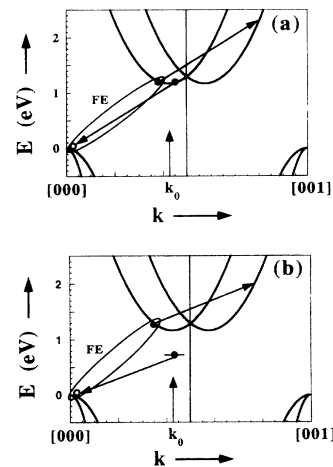 (a)
2
FE
1
E (eV)
0
[000]
k₀
[001]
k
(b)
2
FE
1
E (eV)
0
[000]
k₀
[001]
k